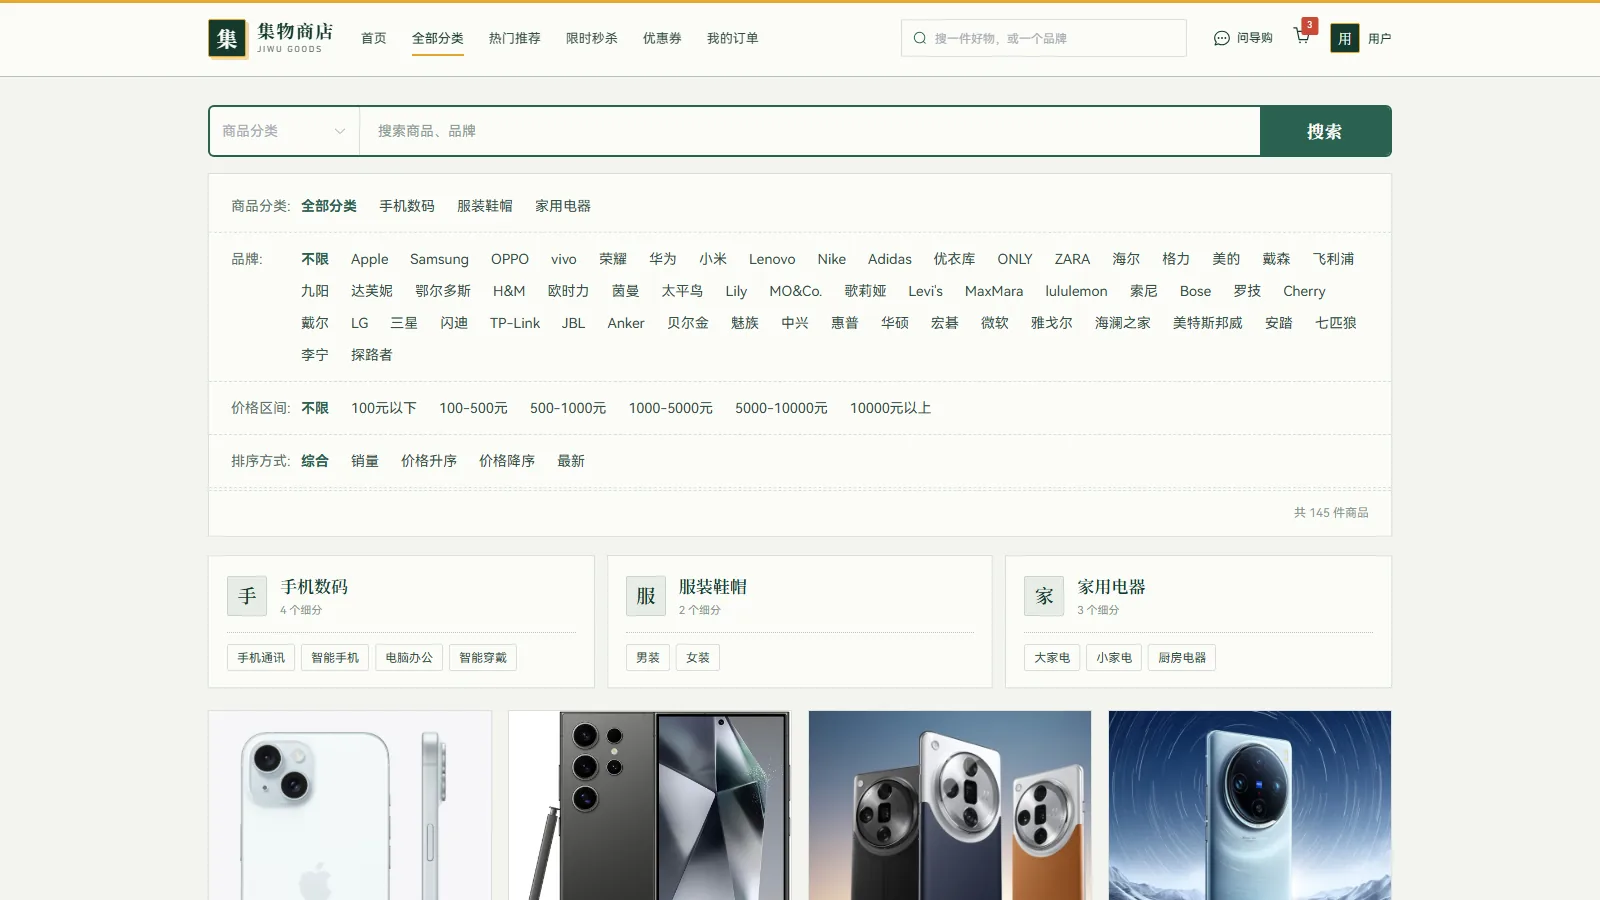 集 集物商店 JIWU GOODS 首页 全部分类 热门推荐 限时秒杀 优惠券 我的订单 搜一件好物，或一个品牌 问导购 3 用 用户
商品分类 搜索商品、品牌 搜索
商品分类: 全部分类 手机数码 服装鞋帽 家用电器
品牌: 不限 Apple Samsung OPPO vivo 荣耀 华为 小米 Lenovo Nike Adidas 优衣库 ONLY ZARA 海尔 格力 美的 戴森 飞利浦
九阳 达芙妮 鄂尔多斯 H&M 欧时力 茵曼 太平鸟 Lily MO&Co. 歌莉娅 Levi's MaxMara lululemon 索尼 Bose 罗技 Cherry
戴尔 LG 三星 闪迪 TP-Link JBL Anker 贝尔金 魅族 中兴 惠普 华硕 宏碁 微软 雅戈尔 海澜之家 美特斯邦威 安踏 七匹狼
李宁 探路者
价格区间: 不限 100元以下 100-500元 500-1000元 1000-5000元 5000-10000元 10000元以上
排序方式: 综合 销量 价格升序 价格降序 最新
共 145 件商品
手 手机数码
4 个细分
手机通讯 智能手机 电脑办公 智能穿戴
服 服装鞋帽
2 个细分
男装 女装
家 家用电器
3 个细分
大家电 小家电 厨房电器